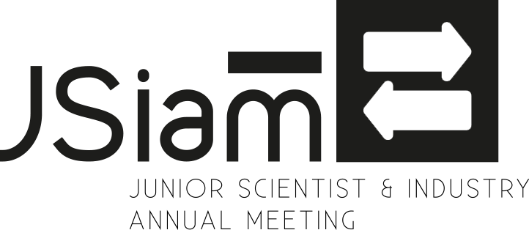 JSiam
JUNIOR SCIENTIST & INDUSTRY
ANNUAL MEETING